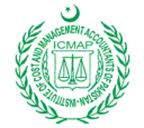 INSTITUTE OF COST AND MANAGEMENT ACCOUNTANTS OF PAKISTAN
ICMAP